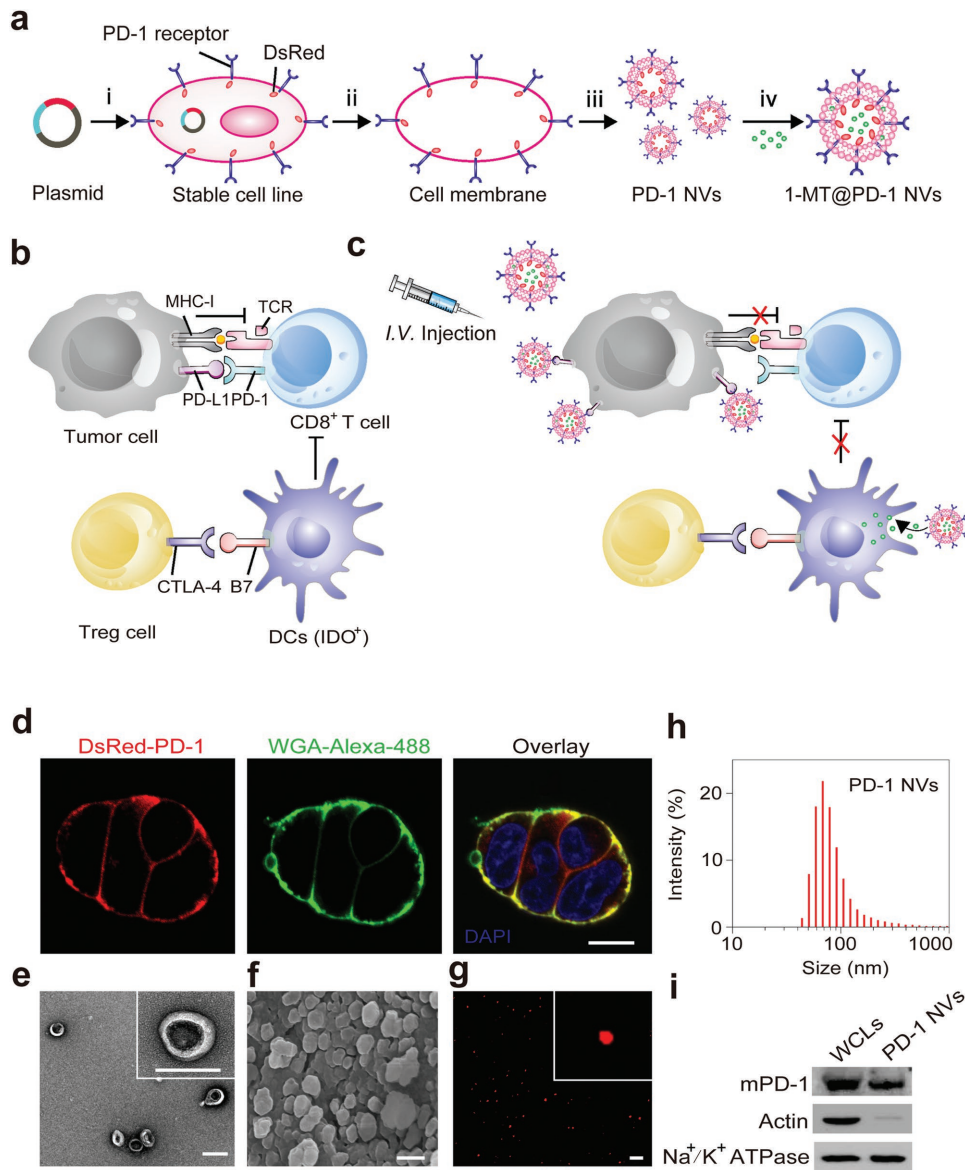 a
PD-1 receptor
DsRed
i
ii
iii
iv
Plasmid
Stable cell line
Cell membrane
PD-1 NVs
1-MT@PD-1 NVs
b
MHC-I
TCR
PD-L1
PD-1
Tumor cell
CD8⁺ T cell
CTLA-4
B7
Treg cell
DCs (IDO⁺)
c
I.V. Injection
d
DsRed-PD-1
WGA-Alexa-488
Overlay
DAPI
e
f
g
h
PD-1 NVs
Intensity (%)
20
10
0
10
100
1000
Size (nm)
i
WCLs
PD-1 NVs
mPD-1
Actin
Na⁺/K⁺ ATPase